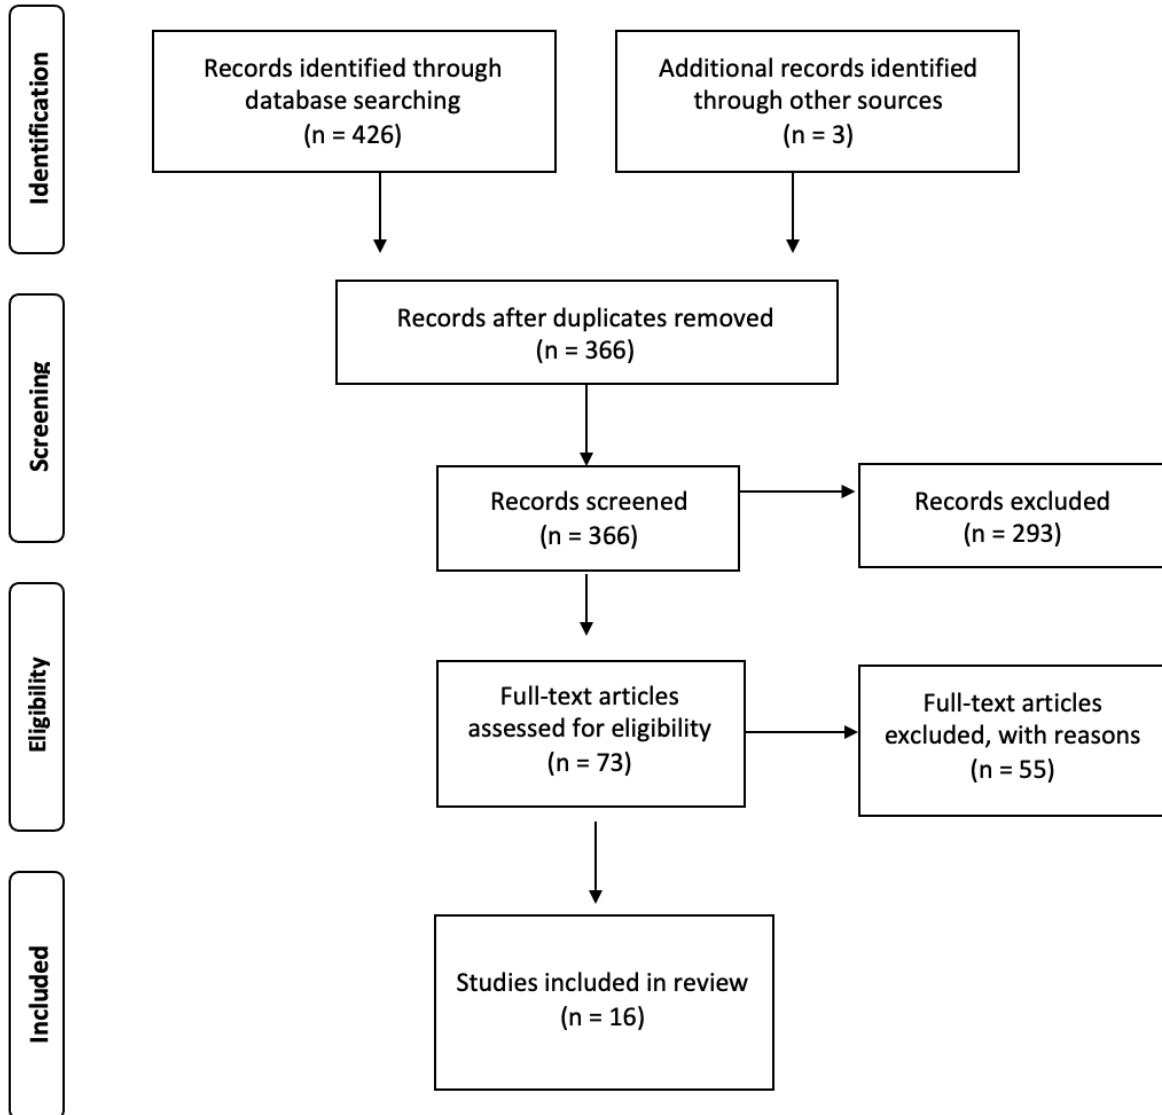 Identification
Records identified through
database searching
(n = 426)
Additional records identified
through other sources
(n = 3)
Screening
Records after duplicates removed
(n = 366)
Records screened
(n = 366)
Records excluded
(n = 293)
Eligibility
Full-text articles
assessed for eligibility
(n = 73)
Full-text articles
excluded, with reasons
(n = 55)
Included
Studies included in review
(n = 16)